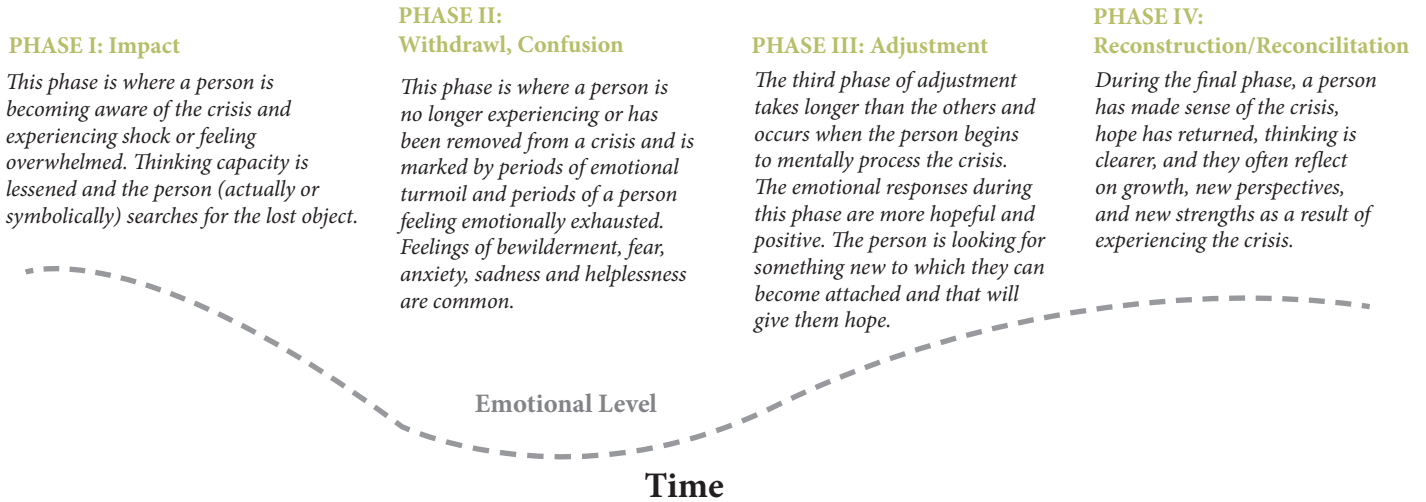 PHASE I: Impact
This phase is where a person is
becoming aware of the crisis and
experiencing shock or feeling
overwhelmed. Thinking capacity is
lessened and the person (actually or
symbolically) searches for the lost object.
PHASE II:
Withdrawl, Confusion
This phase is where a person is
no longer experiencing or has
been removed from a crisis and is
marked by periods of emotional
turmoil and periods of a person
feeling emotionally exhausted.
Feelings of bewilderment, fear,
anxiety, sadness and helplessness
are common.
PHASE III: Adjustment
The third phase of adjustment
takes longer than the others and
occurs when the person begins
to mentally process the crisis.
The emotional responses during
this phase are more hopeful and
positive. The person is looking for
something new to which they can
become attached and that will
give them hope.
PHASE IV:
Reconstruction/Reconcilitation
During the final phase, a person
has made sense of the crisis,
hope has returned, thinking is
clearer, and they often reflect
on growth, new perspectives,
and new strengths as a result of
experiencing the crisis.
Emotional Level
Time